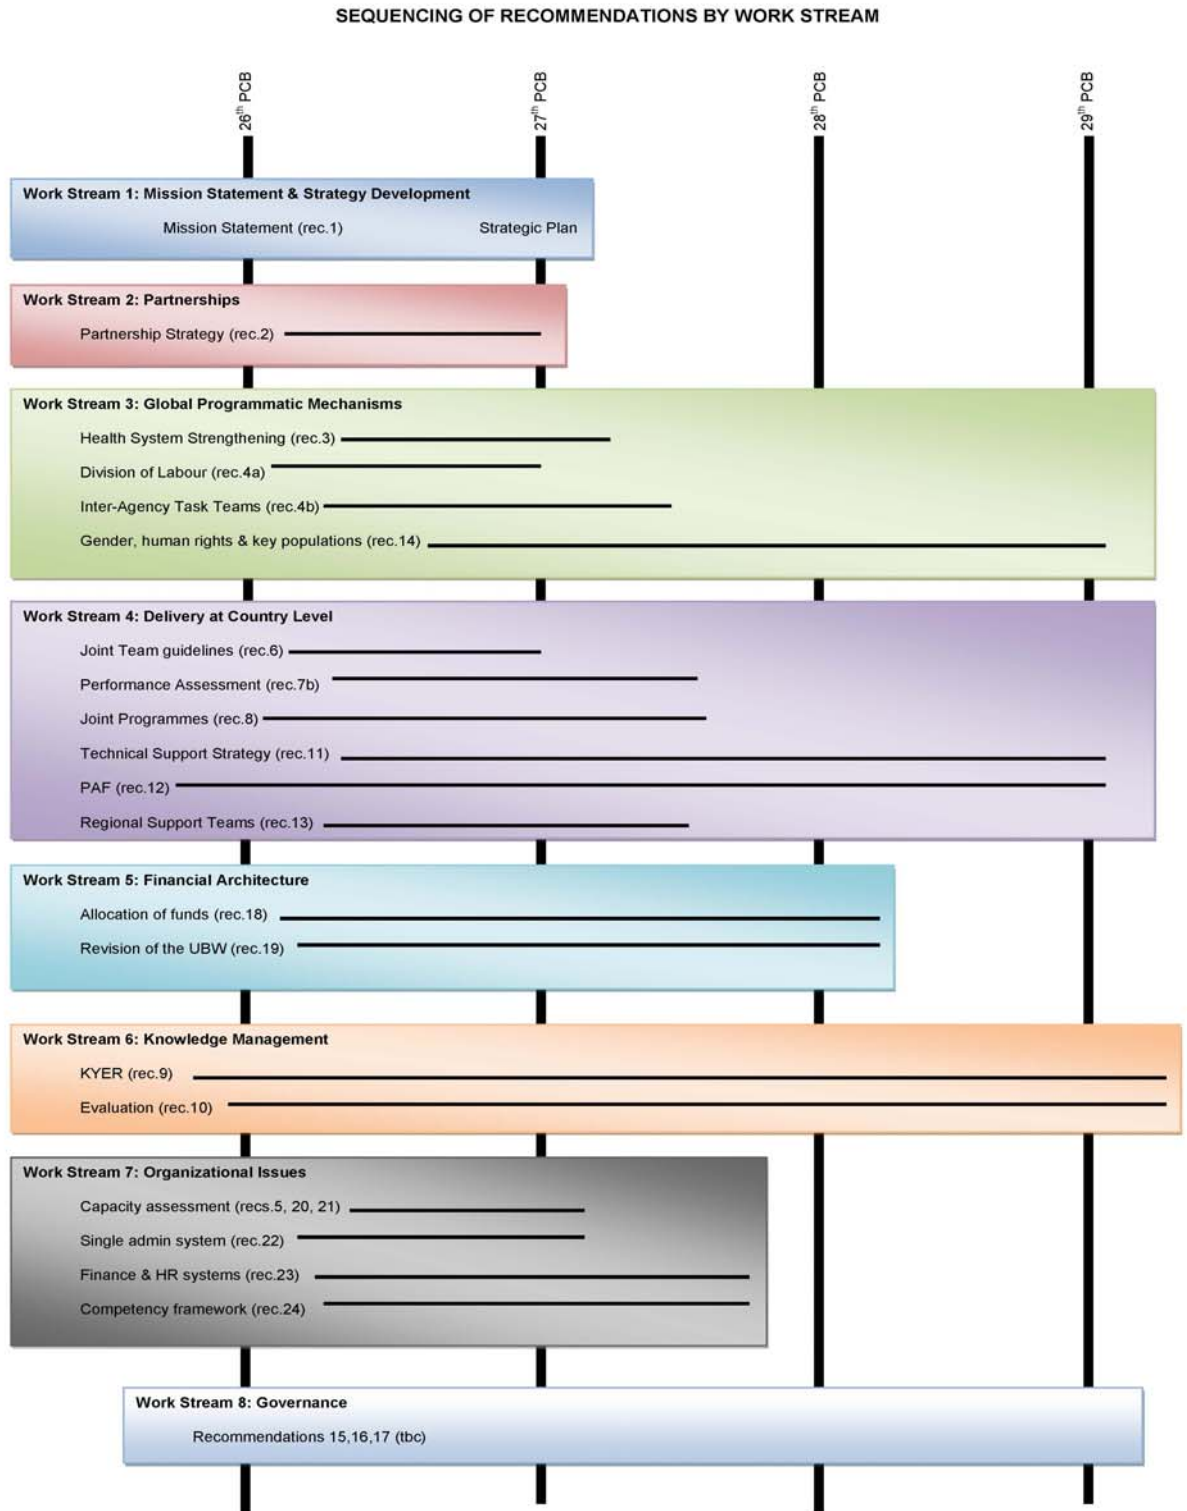 SEQUENCING OF RECOMMENDATIONS BY WORK STREAM
26th PCB
27th PCB
28th PCB
29th PCB
Work Stream 1: Mission Statement & Strategy Development
Mission Statement (rec.1) Strategic Plan
Work Stream 2: Partnerships
Partnership Strategy (rec.2)
Work Stream 3: Global Programmatic Mechanisms
Health System Strengthening (rec.3)
Division of Labour (rec.4a)
Inter-Agency Task Teams (rec.4b)
Gender, human rights & key populations (rec.14)
Work Stream 4: Delivery at Country Level
Joint Team guidelines (rec.6)
Performance Assessment (rec.7b)
Joint Programmes (rec.8)
Technical Support Strategy (rec.11)
PAF (rec.12)
Regional Support Teams (rec.13)
Work Stream 5: Financial Architecture
Allocation of funds (rec.18)
Revision of the UBW (rec.19)
Work Stream 6: Knowledge Management
KYER (rec.9)
Evaluation (rec.10)
Work Stream 7: Organizational Issues
Capacity assessment (recs.5, 20, 21)
Single admin system (rec.22)
Finance & HR systems (rec.23)
Competency framework (rec.24)
Work Stream 8: Governance
Recommendations 15,16,17 (tbc)